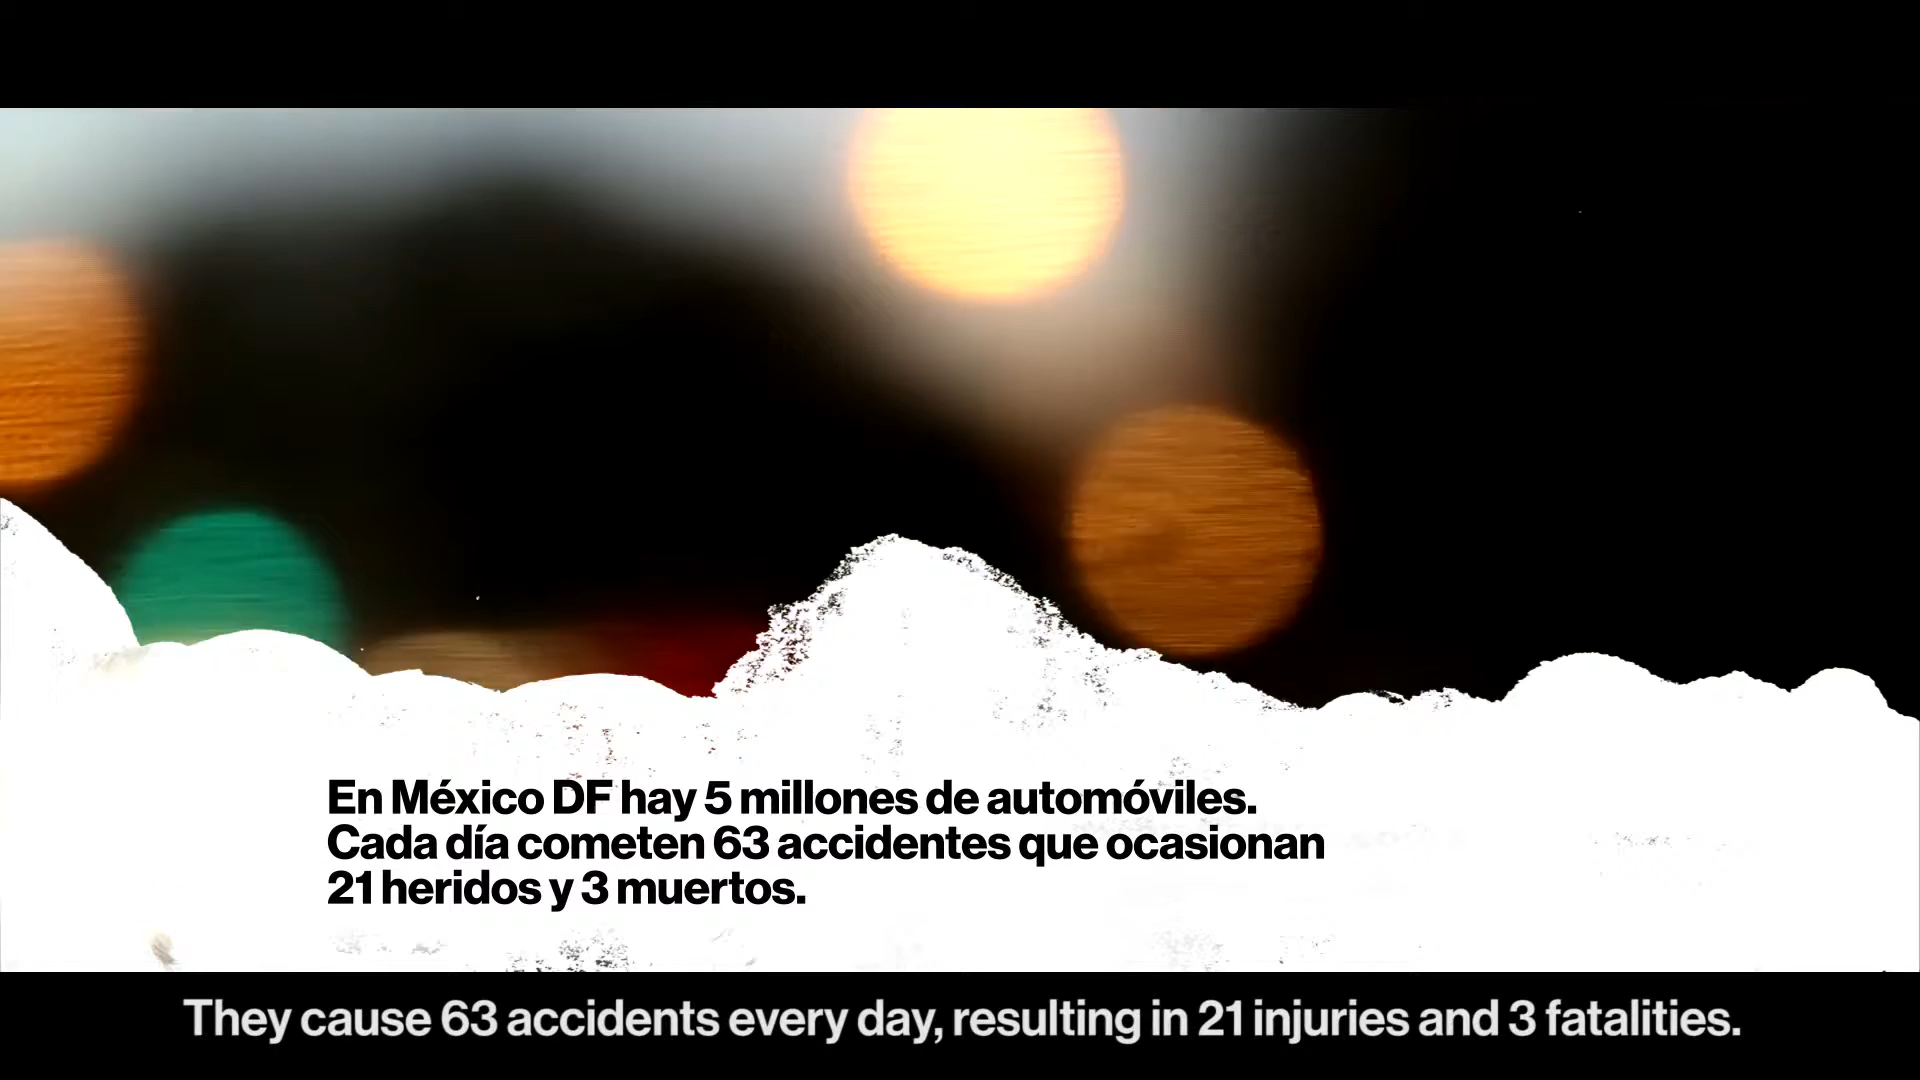 En México DF hay 5 millones de automóviles.
Cada día cometen 63 accidentes que ocasionan
21 heridos y 3 muertos.
They cause 63 accidents every day, resulting in 21 injuries and 3 fatalities.